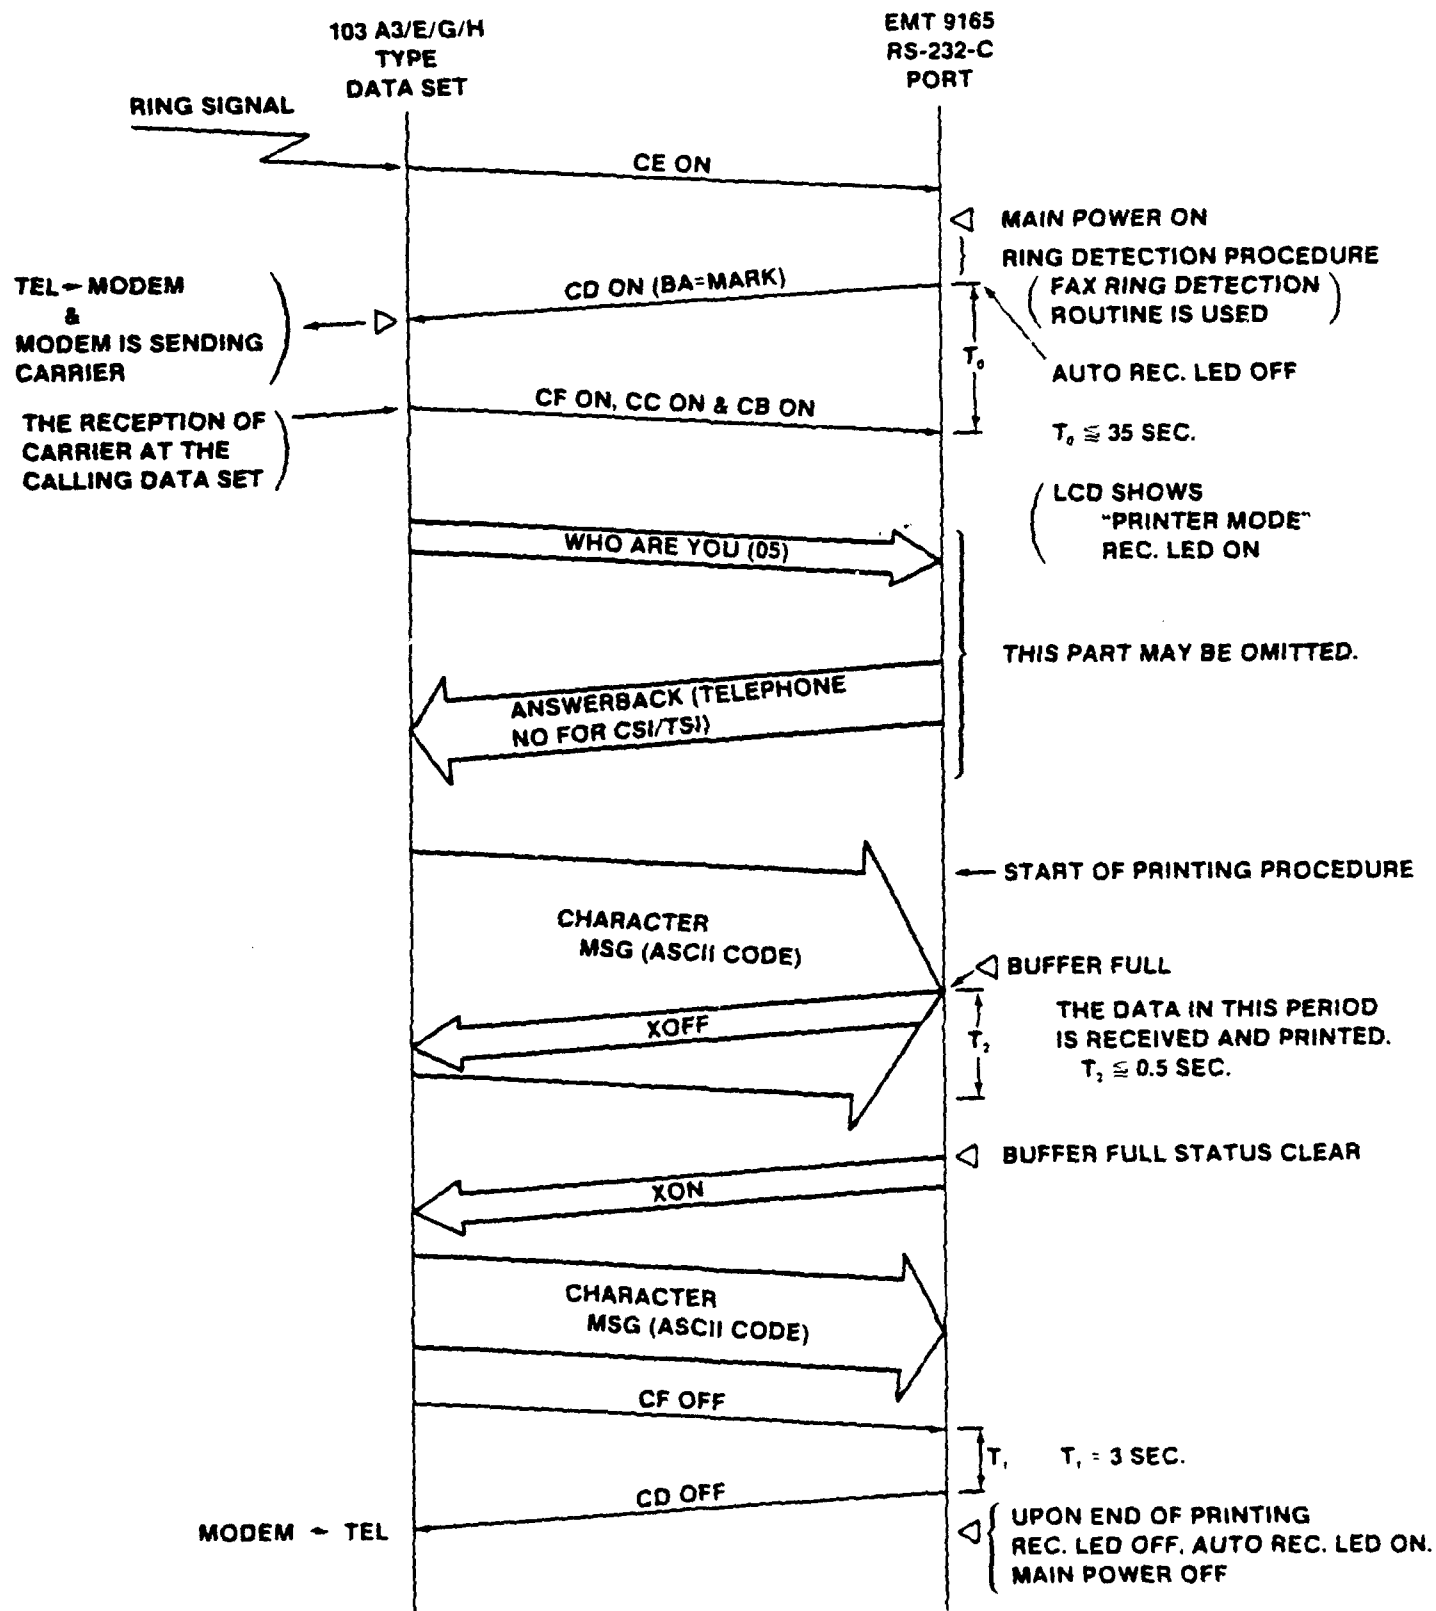 103 A3/E/G/H
TYPE
DATA SET
EMT 9165
RS-232-C
PORT
RING SIGNAL
CE ON
MAIN POWER ON
RING DETECTION PROCEDURE
(FAX RING DETECTION
ROUTINE IS USED)
CD ON (BA=MARK)
TEL ← MODEM
&
MODEM IS SENDING
CARRIER
T₀
AUTO REC. LED OFF
CF ON, CC ON & CB ON
THE RECEPTION OF
CARRIER AT THE
CALLING DATA SET
T₀ ≦ 35 SEC.
LCD SHOWS
"PRINTER MODE"
REC. LED ON
WHO ARE YOU (05)
THIS PART MAY BE OMITTED.
ANSWERBACK (TELEPHONE
NO FOR CSI/TSI)
START OF PRINTING PROCEDURE
CHARACTER
MSG (ASCII CODE)
BUFFER FULL
THE DATA IN THIS PERIOD
IS RECEIVED AND PRINTED.
T₂ ≦ 0.5 SEC.
XOFF
T₂
BUFFER FULL STATUS CLEAR
XON
CHARACTER
MSG (ASCII CODE)
CF OFF
T₁ T₁ = 3 SEC.
CD OFF
MODEM ← TEL
UPON END OF PRINTING
REC. LED OFF, AUTO REC. LED ON.
MAIN POWER OFF